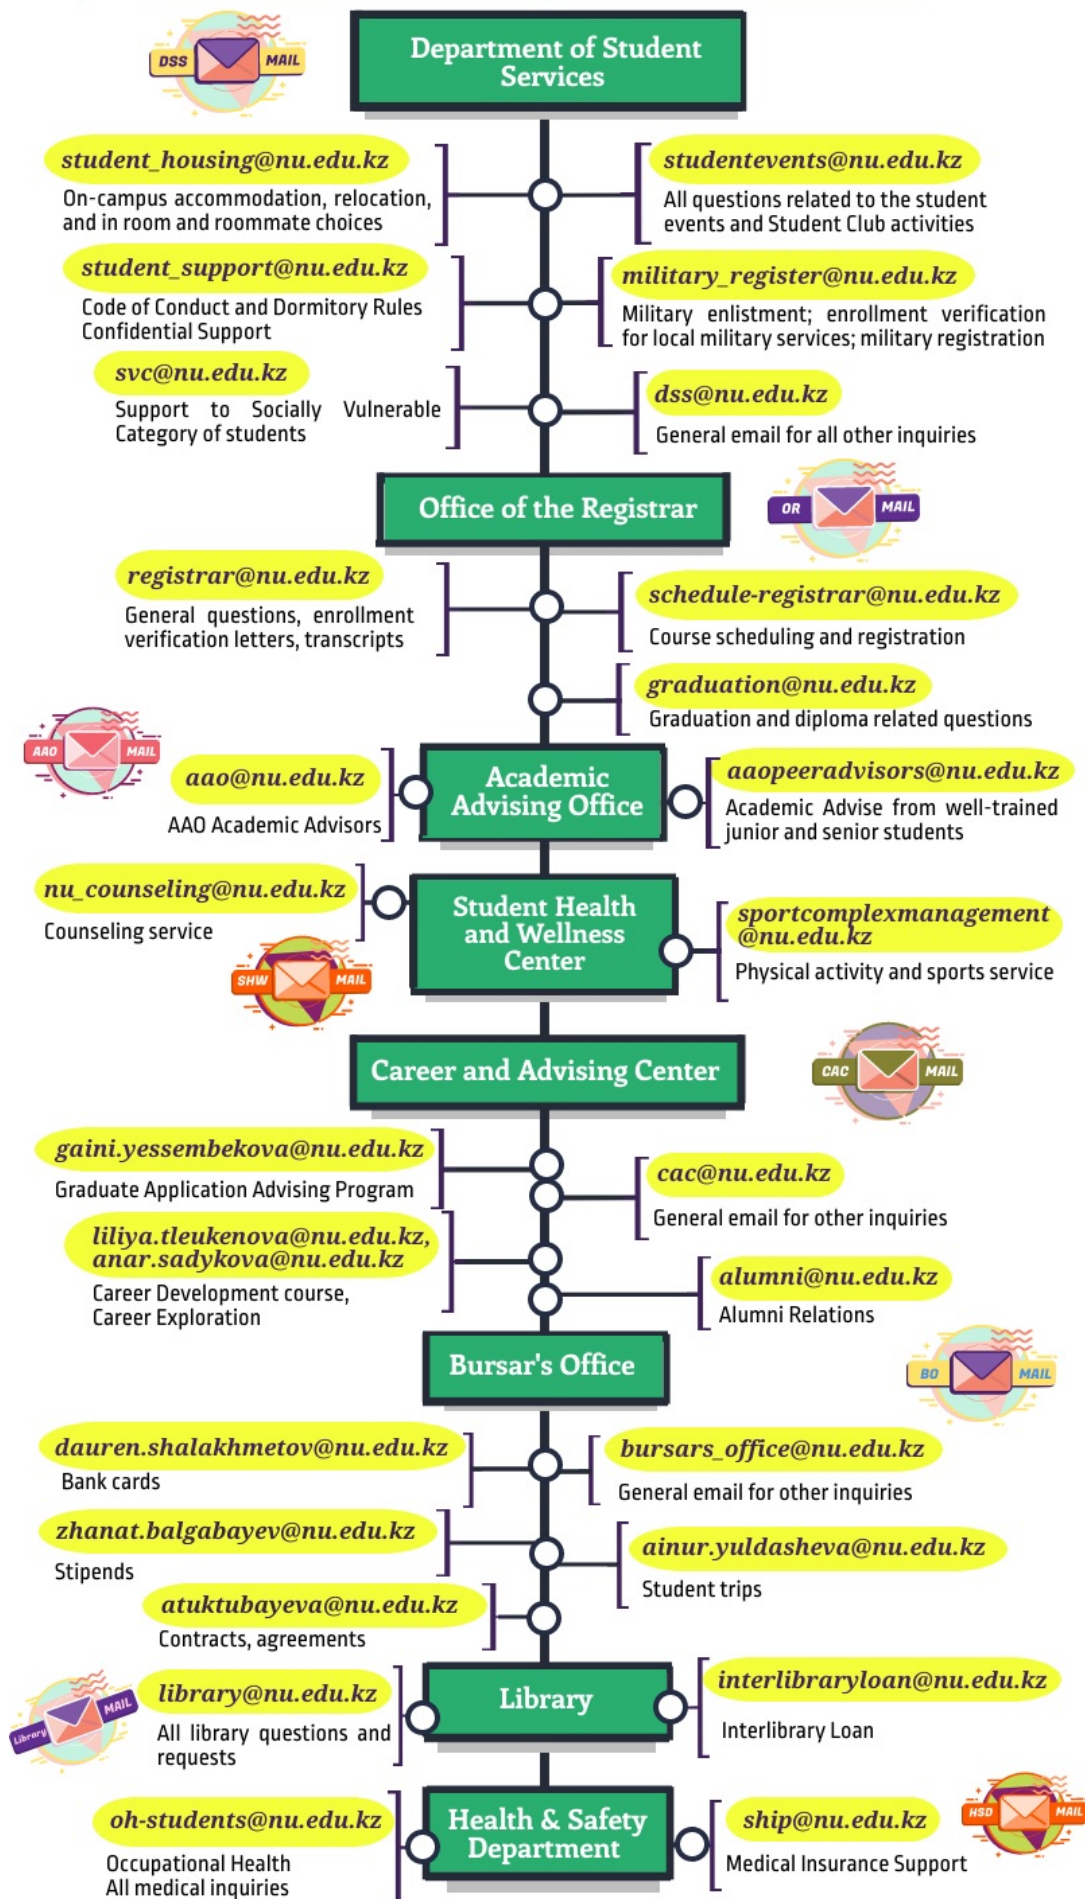 DSS MAIL
Department of Student
Services
student_housing@nu.edu.kz
On-campus accommodation, relocation,
and in room and roommate choices
studentevents@nu.edu.kz
All questions related to the student
events and Student Club activities
student_support@nu.edu.kz
Code of Conduct and Dormitory Rules
Confidential Support
military_register@nu.edu.kz
Military enlistment; enrollment verification
for local military services; military registration
svc@nu.edu.kz
Support to Socially Vulnerable
Category of students
dss@nu.edu.kz
General email for all other inquiries
Office of the Registrar
OR MAIL
registrar@nu.edu.kz
General questions, enrollment
verification letters, transcripts
schedule-registrar@nu.edu.kz
Course scheduling and registration
graduation@nu.edu.kz
Graduation and diploma related questions
AAO MAIL
aao@nu.edu.kz
AAO Academic Advisors
Academic
Advising Office
aaopeeradvisors@nu.edu.kz
Academic Advise from well-trained
junior and senior students
nu_counseling@nu.edu.kz
Counseling service
SHW MAIL
Student Health
and Wellness
Center
sportcomplexmanagement
@nu.edu.kz
Physical activity and sports service
Career and Advising Center
CAC MAIL
gaini.yessembekova@nu.edu.kz
Graduate Application Advising Program
cac@nu.edu.kz
General email for other inquiries
liliya.tleukenova@nu.edu.kz,
anar.sadykova@nu.edu.kz
Career Development course,
Career Exploration
alumni@nu.edu.kz
Alumni Relations
Bursar's Office
BO MAIL
dauren.shalakhmetov@nu.edu.kz
Bank cards
bursars_office@nu.edu.kz
General email for other inquiries
zhanat.balgabayev@nu.edu.kz
Stipends
ainur.yuldasheva@nu.edu.kz
Student trips
atuktubayeva@nu.edu.kz
Contracts, agreements
Library MAIL
library@nu.edu.kz
All library questions and
requests
Library
interlibraryloan@nu.edu.kz
Interlibrary Loan
oh-students@nu.edu.kz
Occupational Health
All medical inquiries
Health & Safety
Department
ship@nu.edu.kz
Medical Insurance Support
HSD MAIL